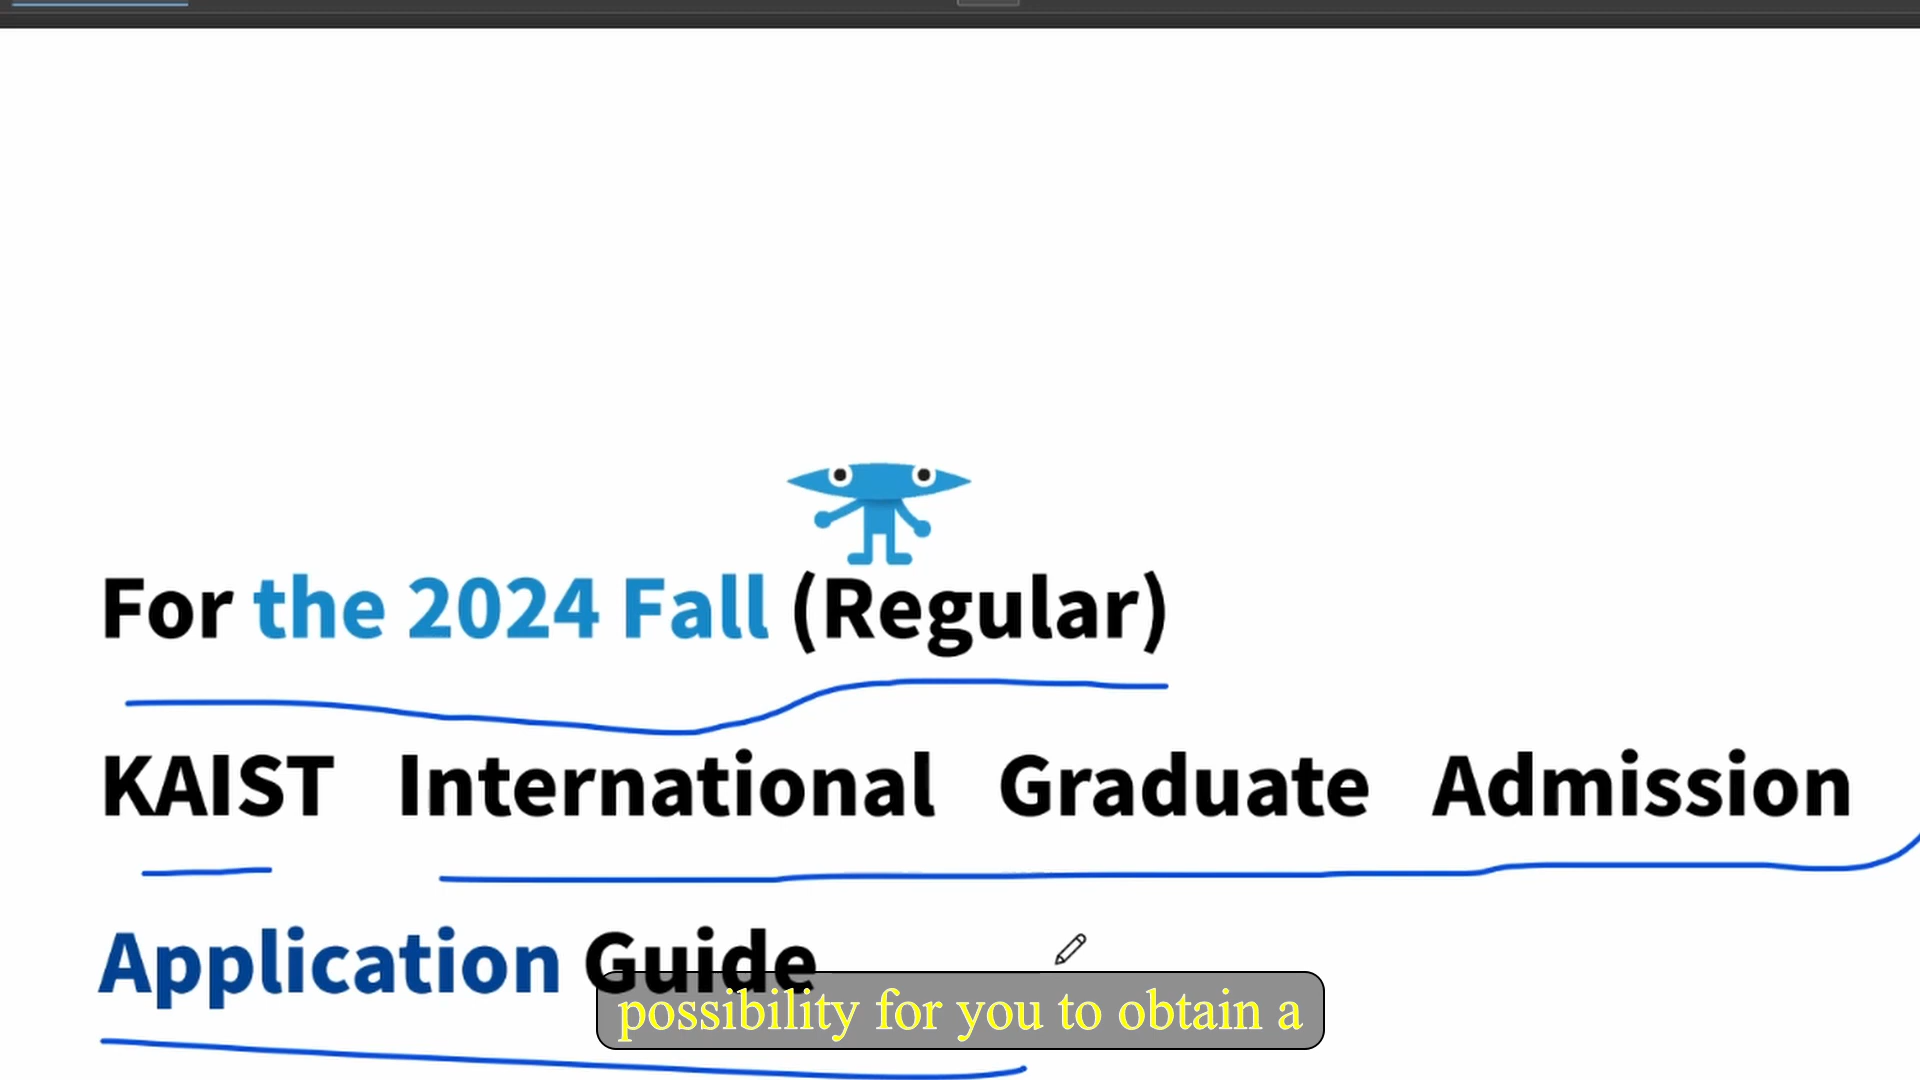 For the 2024 Fall (Regular)
KAIST International Graduate Admission
Application Guide
possibility for you to obtain a